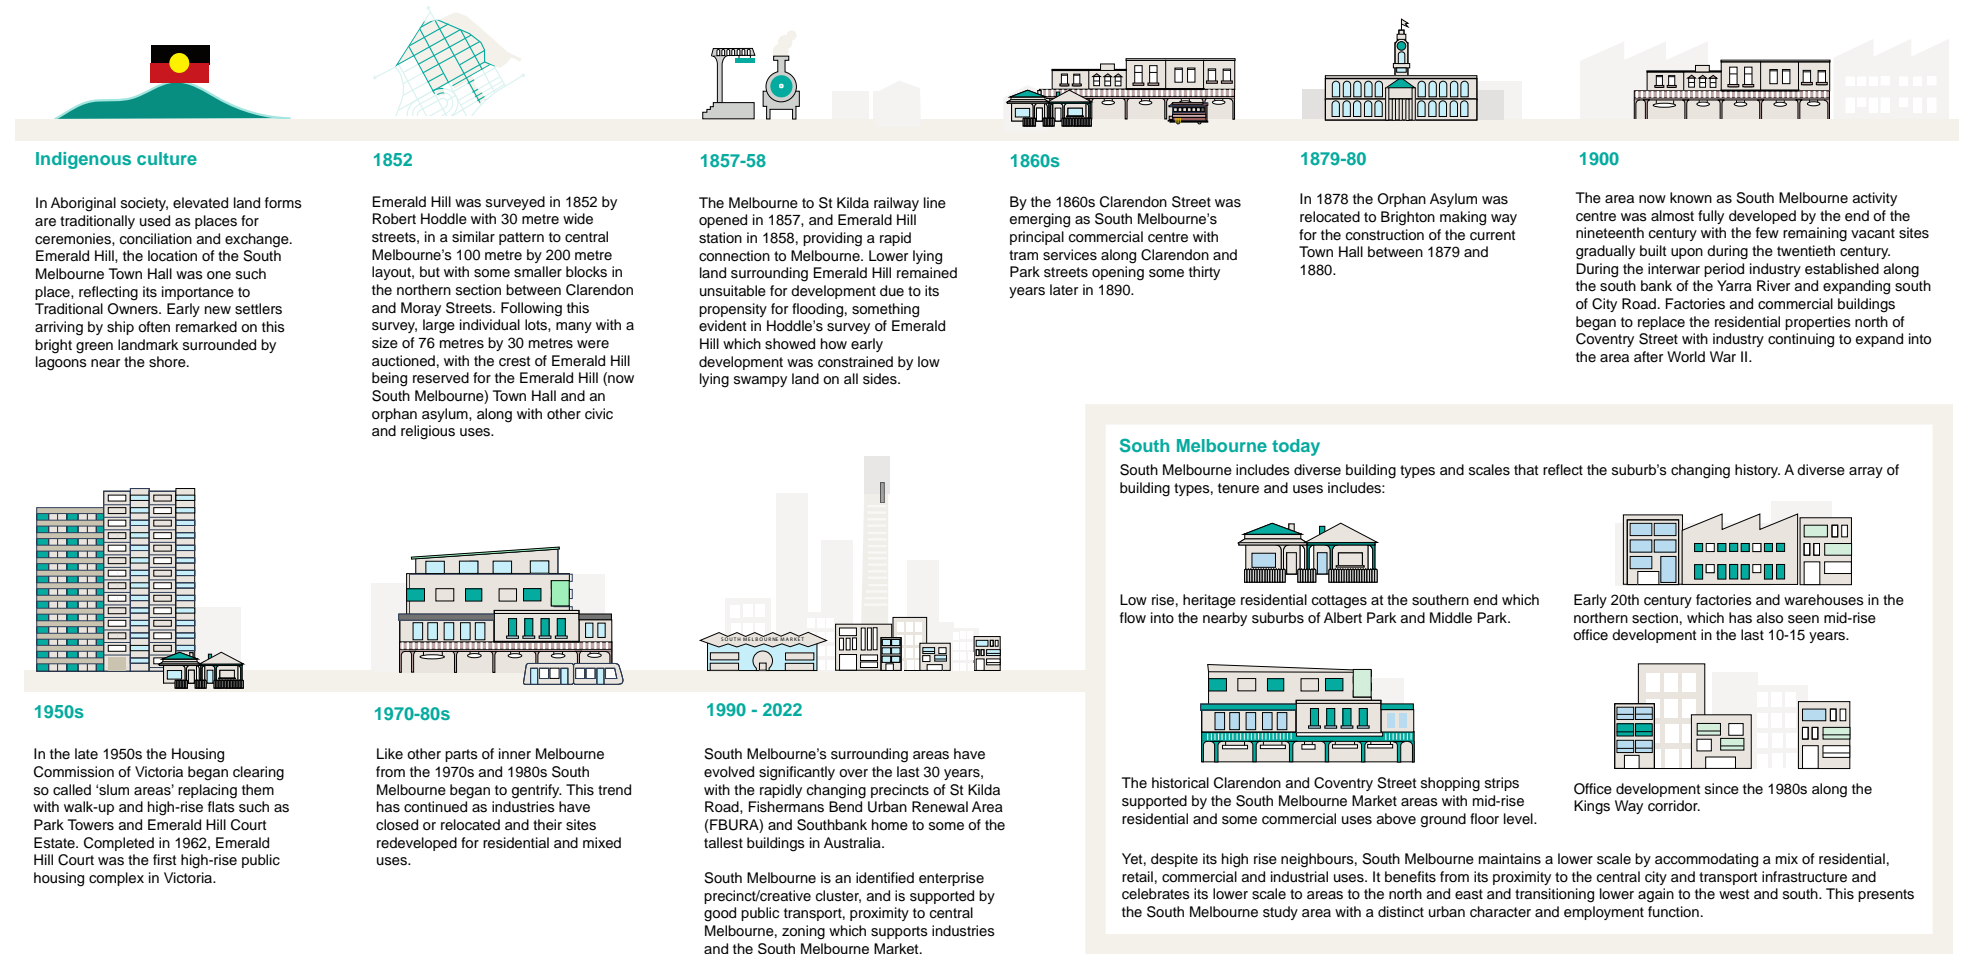 Indigenous culture
In Aboriginal society, elevated land forms
are traditionally used as places for
ceremonies, conciliation and exchange.
Emerald Hill, the location of the South
Melbourne Town Hall was one such
place, reflecting its importance to
Traditional Owners. Early new settlers
arriving by ship often remarked on this
bright green landmark surrounded by
lagoons near the shore.
1852
Emerald Hill was surveyed in 1852 by
Robert Hoddle with 30 metre wide
streets, in a similar pattern to central
Melbourne's 100 metre by 200 metre
layout, but with some smaller blocks in
the northern section between Clarendon
and Moray Streets. Following this
survey, large individual lots, many with a
size of 76 metres by 30 metres were
auctioned, with the crest of Emerald Hill
being reserved for the Emerald Hill (now
South Melbourne) Town Hall and an
orphan asylum, along with other civic
and religious uses.
1857-58
The Melbourne to St Kilda railway line
opened in 1857, and Emerald Hill
station in 1858, providing a rapid
connection to Melbourne. Lower lying
land surrounding Emerald Hill remained
unsuitable for development due to its
propensity for flooding, something
evident in Hoddle's survey of Emerald
Hill which showed how early
development was constrained by low
lying swampy land on all sides.
1860s
By the 1860s Clarendon Street was
emerging as South Melbourne's
principal commercial centre with
tram services along Clarendon and
Park streets opening some thirty
years later in 1890.
1879-80
In 1878 the Orphan Asylum was
relocated to Brighton making way
for the construction of the current
Town Hall between 1879 and
1880.
1900
The area now known as South Melbourne activity
centre was almost fully developed by the end of the
nineteenth century with the few remaining vacant sites
gradually built upon during the twentieth century.
During the interwar period industry established along
the south bank of the Yarra River and expanding south
of City Road. Factories and commercial buildings
began to replace the residential properties north of
Coventry Street with industry continuing to expand into
the area after World War II.
1950s
In the late 1950s the Housing
Commission of Victoria began clearing
so called 'slum areas' replacing them
with walk-up and high-rise flats such as
Park Towers and Emerald Hill Court
Estate. Completed in 1962, Emerald
Hill Court was the first high-rise public
housing complex in Victoria.
1970-80s
Like other parts of inner Melbourne
from the 1970s and 1980s South
Melbourne began to gentrify. This trend
has continued as industries have
closed or relocated and their sites
redeveloped for residential and mixed
uses.
SOUTH MELBOURNE MARKET
1990 - 2022
South Melbourne's surrounding areas have
evolved significantly over the last 30 years,
with the rapidly changing precincts of St Kilda
Road, Fishermans Bend Urban Renewal Area
(FBURA) and Southbank home to some of the
tallest buildings in Australia.
South Melbourne is an identified enterprise
precinct/creative cluster, and is supported by
good public transport, proximity to central
Melbourne, zoning which supports industries
and the South Melbourne Market.
South Melbourne today
South Melbourne includes diverse building types and scales that reflect the suburb's changing history. A diverse array of
building types, tenure and uses includes:
Low rise, heritage residential cottages at the southern end which
flow into the nearby suburbs of Albert Park and Middle Park.
Early 20th century factories and warehouses in the
northern section, which has also seen mid-rise
office development in the last 10-15 years.
The historical Clarendon and Coventry Street shopping strips
supported by the South Melbourne Market areas with mid-rise
residential and some commercial uses above ground floor level.
Office development since the 1980s along the
Kings Way corridor.
Yet, despite its high rise neighbours, South Melbourne maintains a lower scale by accommodating a mix of residential,
retail, commercial and industrial uses. It benefits from its proximity to the central city and transport infrastructure and
celebrates its lower scale to areas to the north and east and transitioning lower again to the west and south. This presents
the South Melbourne study area with a distinct urban character and employment function.